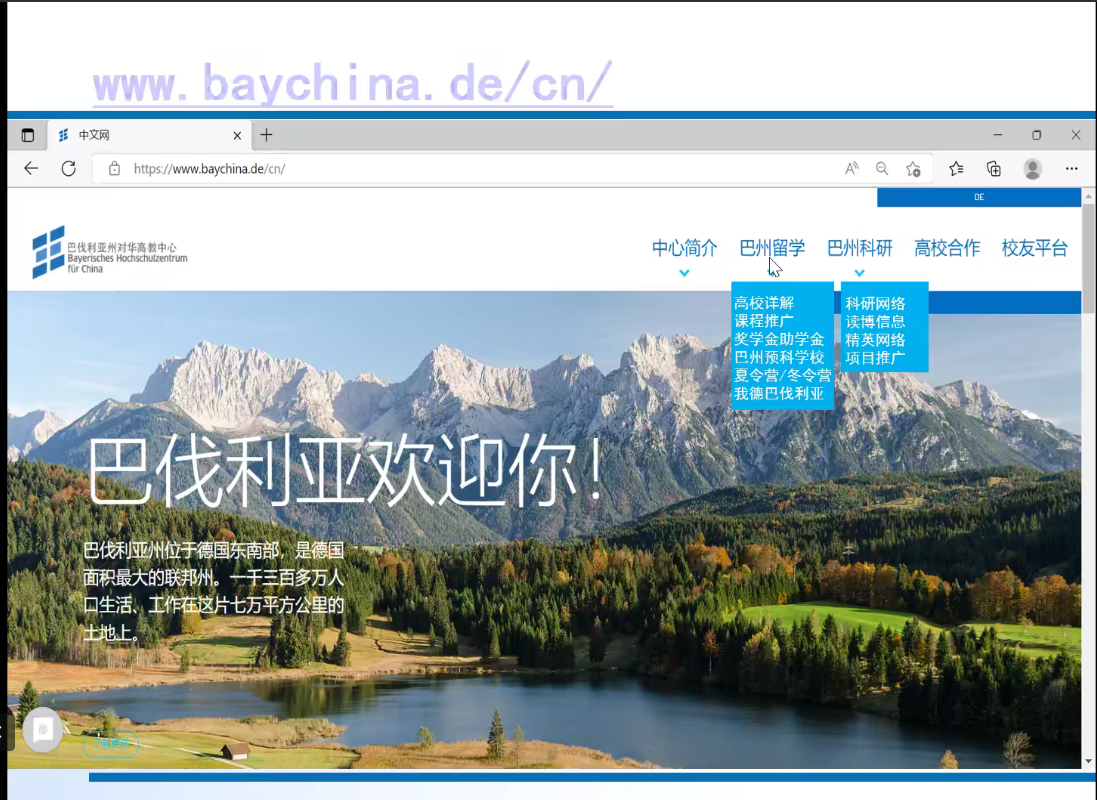 www.baychina.de/cn/
中文网
https://www.baychina.de/cn/
DE
巴伐利亚州对华高教中心
Bayerisches Hochschulzentrum
für China
中心简介 巴州留学 巴州科研 高校合作 校友平台
高校详解
课程推广
奖学金助学金
巴州预科学校
夏令营/冬令营
我德巴伐利亚
科研网络
读博信息
精英网络
项目推广
巴伐利亚欢迎你!
巴伐利亚州位于德国东南部，是德国
面积最大的联邦州。一千三百多万人
口生活、工作在这片七万平方公里的
土地上。